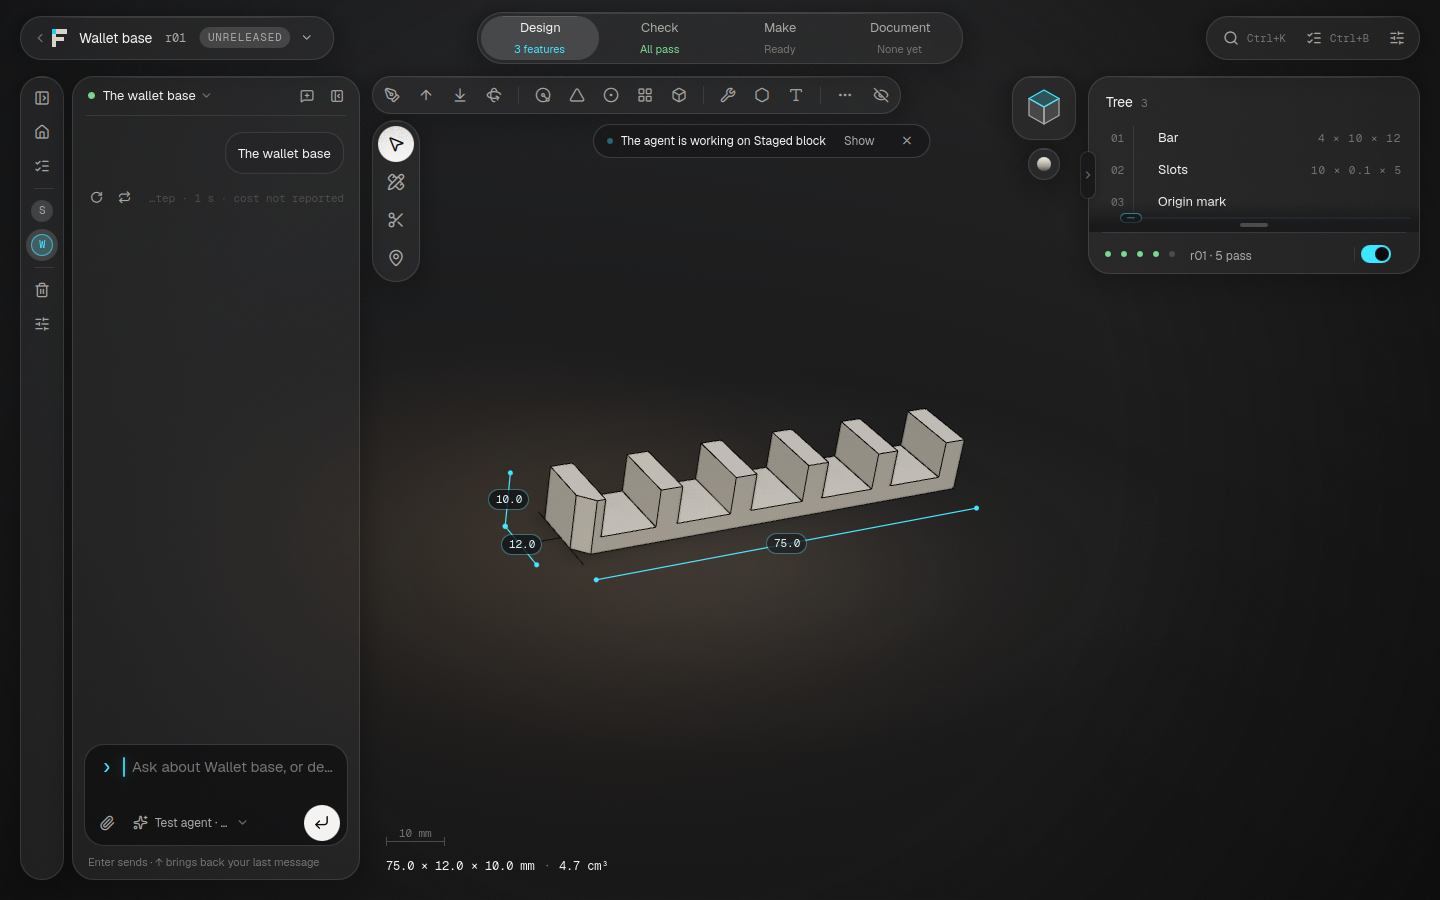 Wallet base r01 UNRELEASED
Design
3 features
Check
All pass
Make
Ready
Document
None yet
Ctrl+K Ctrl+B
The wallet base
The wallet base
…tep · 1 s · cost not reported
S
W
The agent is working on Staged block Show
Tree 3
01 Bar 4 × 10 × 12
02 Slots 10 × 0.1 × 5
03 Origin mark
r01 · 5 pass
10.0
12.0
75.0
Ask about Wallet base, or de…
Test agent · …
Enter sends · ↑ brings back your last message
10 mm
75.0 × 12.0 × 10.0 mm · 4.7 cm³